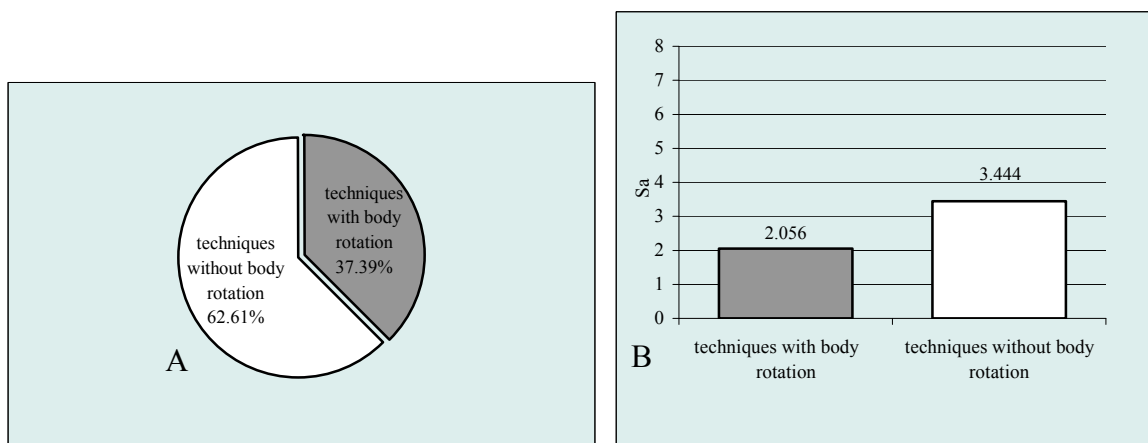 techniques
with body
rotation
37.39%
techniques
without body
rotation
62.61%
A
8
7
6
5
4
3
2
1
0
Sa
2.056
3.444
techniques with body
rotation
techniques without body
rotation
B